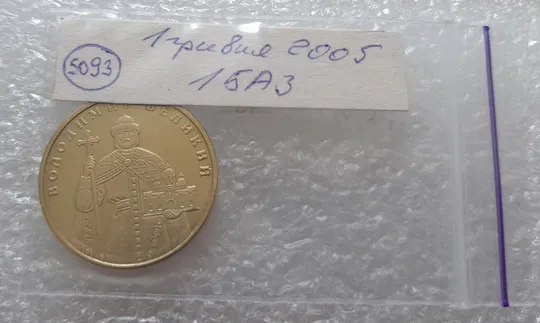 1 гривня 2005
5093
1БА3
ВОЛОДИМИР ВЕЛИКИЙ